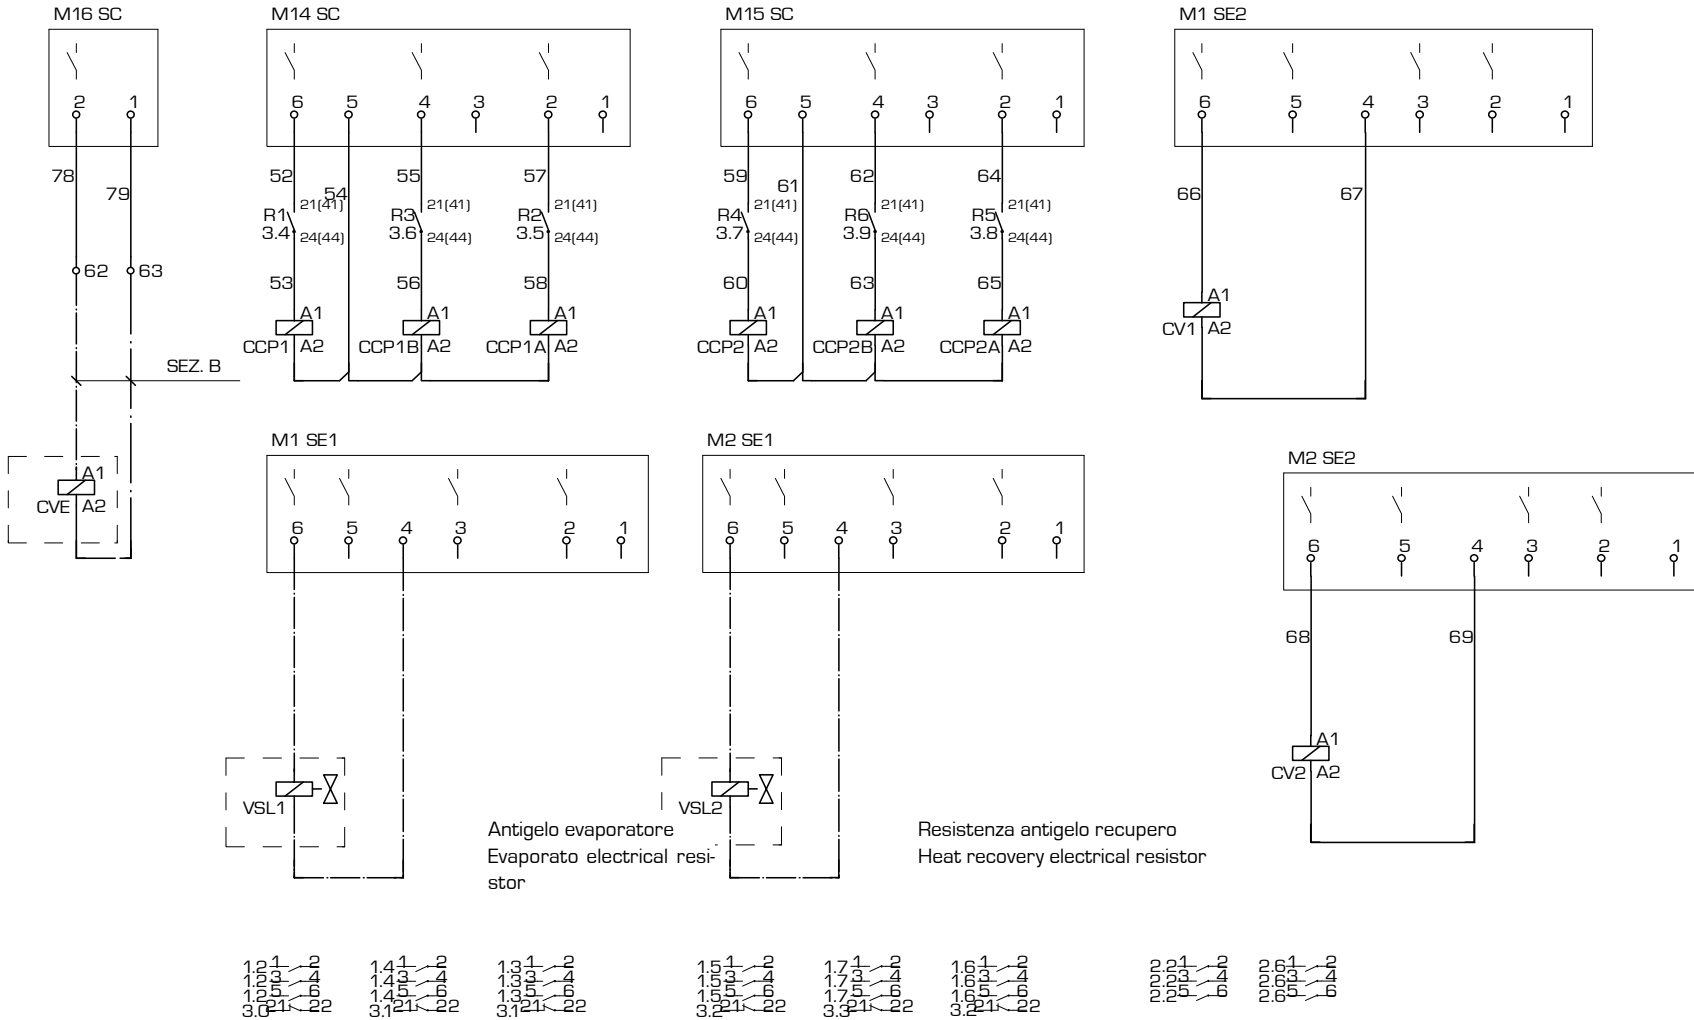 M16 SC
M14 SC
M15 SC
M1 SE2
2 1
6 5 4 3 2 1
6 5 4 3 2 1
6 5 4 3 2 1
78 79
52 54 55 57
59 61 62 64
66 67
R1 3.4 21(41) 24(44)
R3 3.6 21(41) 24(44)
R2 3.5 21(41) 24(44)
R4 3.7 21(41) 24(44)
R6 3.9 21(41) 24(44)
R5 3.8 21(41) 24(44)
62 63
53 56 58
60 63 65
CCP1 A1 A2
CCP1B A1 A2
CCP1A A1 A2
CCP2 A1 A2
CCP2B A1 A2
CCP2A A1 A2
CV1 A1 A2
SEZ. B
M1 SE1
M2 SE1
M2 SE2
CVE A1 A2
6 5 4 3 2 1
6 5 4 3 2 1
6 5 4 3 2 1
68 69
CV2 A1 A2
VSL1
VSL2
Antigelo evaporatore
Evaporato electrical resi-
stor
Resistenza antigelo recupero
Heat recovery electrical resistor
1.2 1 2
1.2 3 4
1.2 5 6
3.0 21 22
1.4 1 2
1.4 3 4
1.4 5 6
3.1 21 22
1.3 1 2
1.3 3 4
1.3 5 6
3.1 21 22
1.5 1 2
1.5 3 4
1.5 5 6
3.2 21 22
1.7 1 2
1.7 3 4
1.7 5 6
3.3 21 22
1.6 1 2
1.6 3 4
1.6 5 6
3.2 21 22
2.2 1 2
2.2 3 4
2.2 5 6
2.6 1 2
2.6 3 4
2.6 5 6